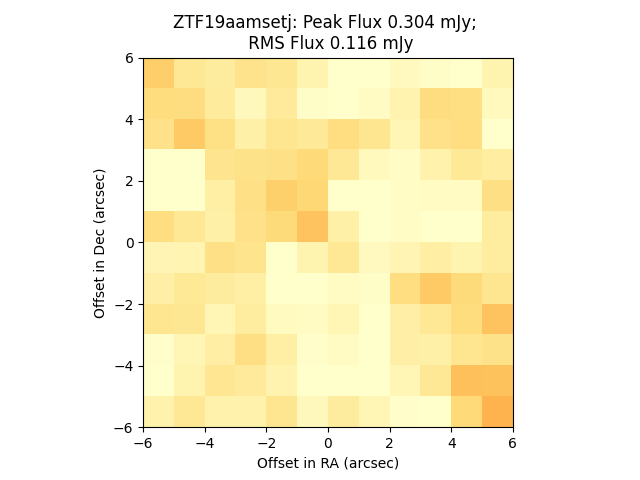 ZTF19aamsetj: Peak Flux 0.304 mJy;
RMS Flux 0.116 mJy
6
4
2
0
−2
−4
−6
Offset in Dec (arcsec)
−6 −4 −2 0 2 4 6
Offset in RA (arcsec)